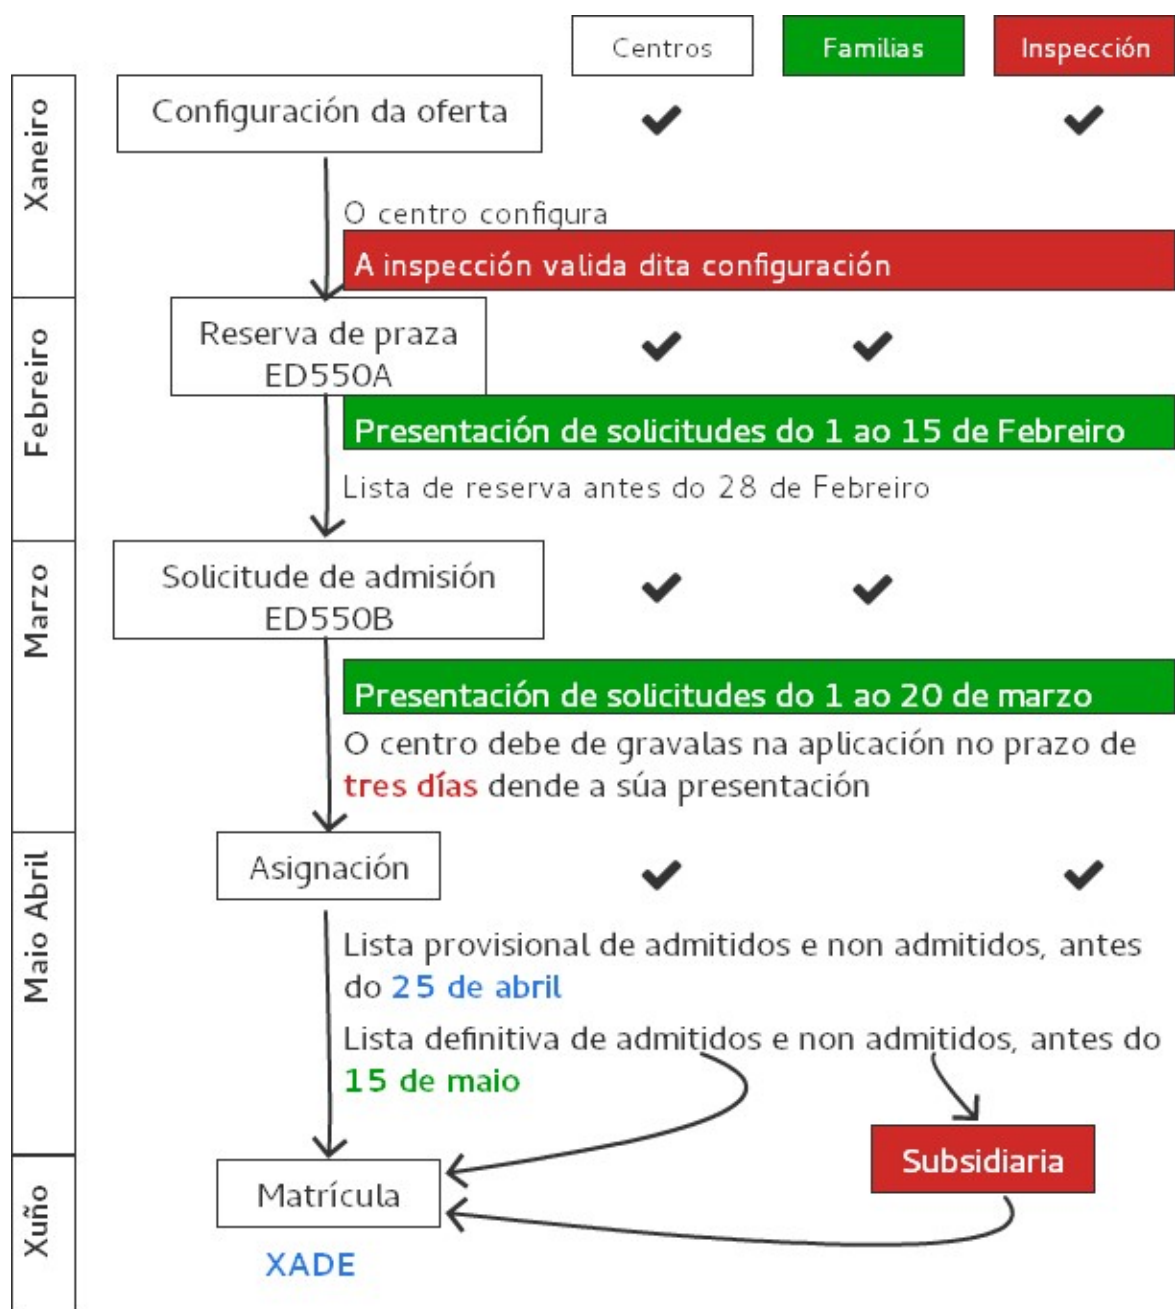 Centros
Familias
Inspección
Xaneiro
Configuración da oferta
O centro configura
A inspección valida dita configuración
Febreiro
Reserva de praza
ED550A
Presentación de solicitudes do 1 ao 15 de Febreiro
Lista de reserva antes do 28 de Febreiro
Marzo
Solicitude de admisión
ED550B
Presentación de solicitudes do 1 ao 20 de marzo
O centro debe de gravalas na aplicación no prazo de
tres días dende a súa presentación
Maio Abril
Asignación
Lista provisional de admitidos e non admitidos, antes
do 25 de abril
Lista definitiva de admitidos e non admitidos, antes do
15 de maio
Subsidiaria
Xuño
Matrícula
XADE